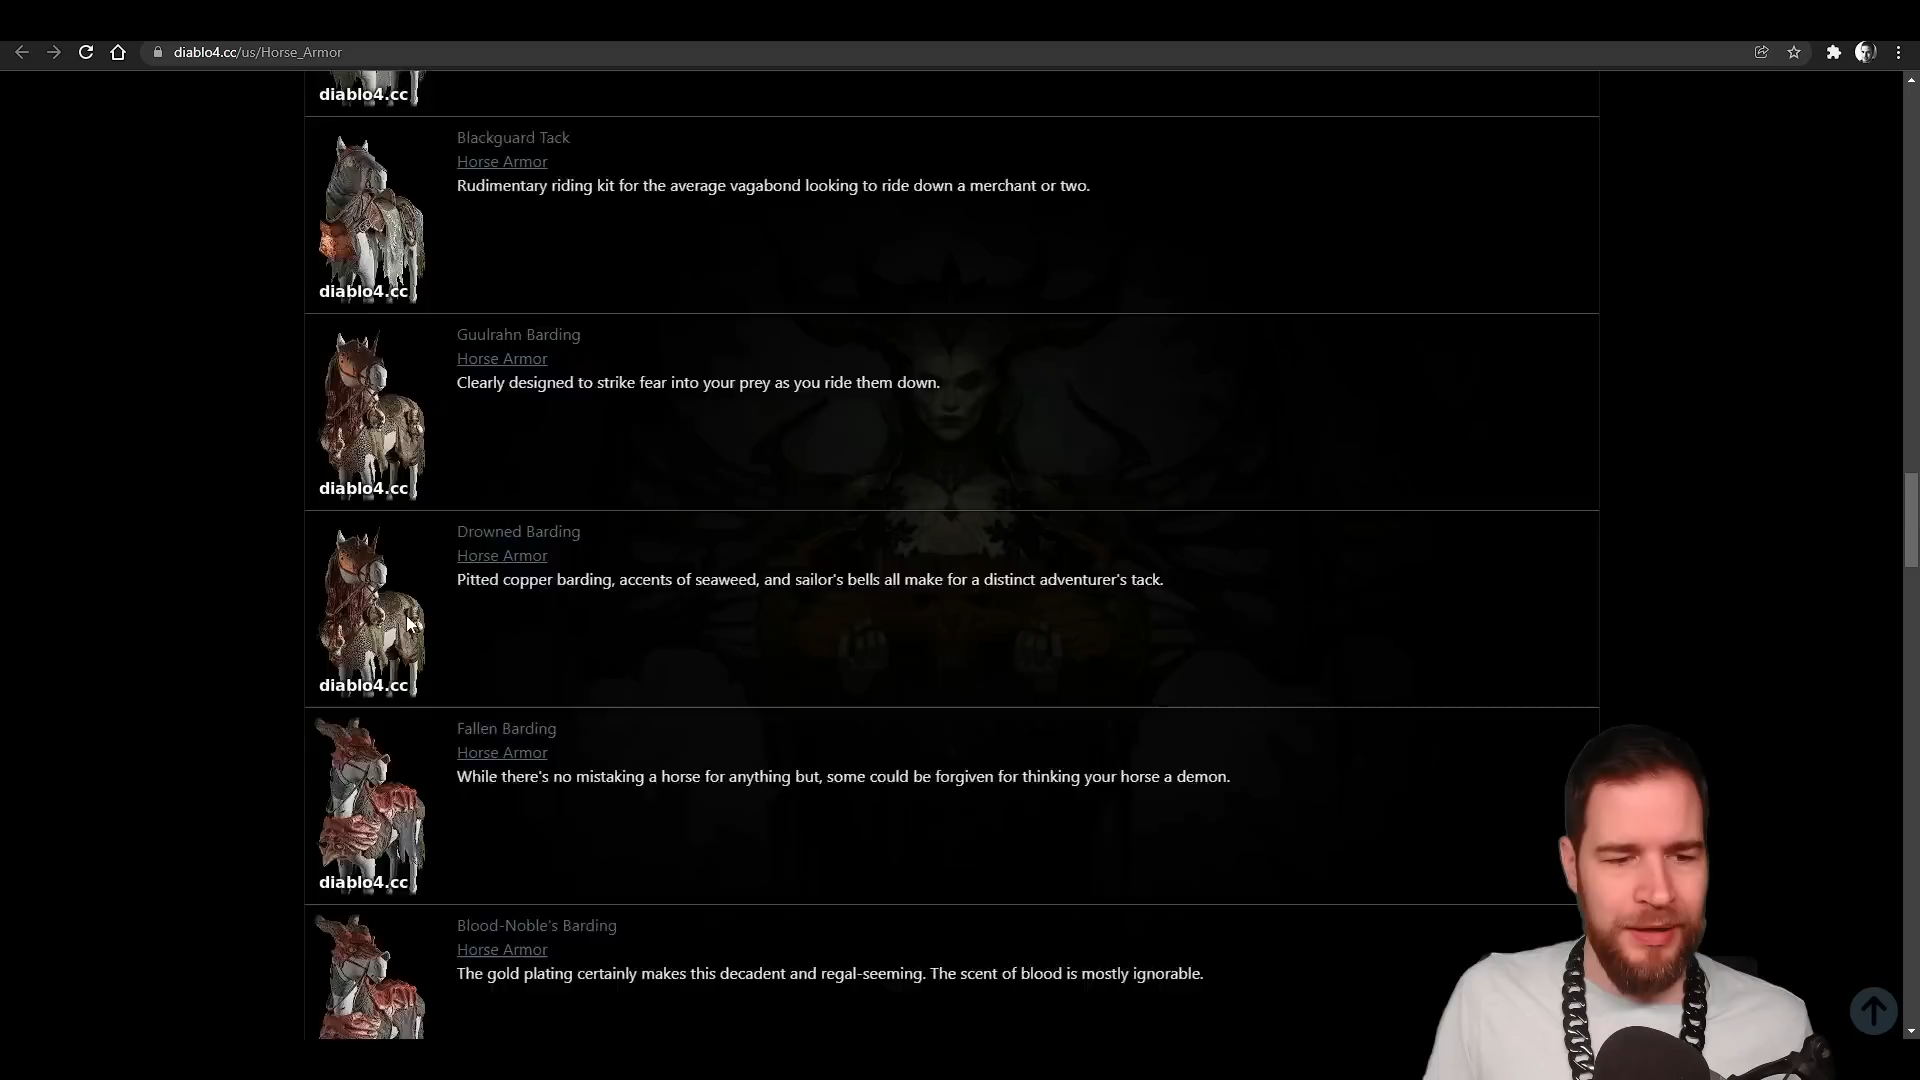 diablo4.cc/us/Horse_Armor
diablo4.cc
Blackguard Tack
Horse Armor
Rudimentary riding kit for the average vagabond looking to ride down a merchant or two.
diablo4.cc
Guulrahn Barding
Horse Armor
Clearly designed to strike fear into your prey as you ride them down.
diablo4.cc
Drowned Barding
Horse Armor
Pitted copper barding, accents of seaweed, and sailor's bells all make for a distinct adventurer's tack.
diablo4.cc
Fallen Barding
Horse Armor
While there's no mistaking a horse for anything but, some could be forgiven for thinking your horse a demon.
diablo4.cc
Blood-Noble's Barding
Horse Armor
The gold plating certainly makes this decadent and regal-seeming. The scent of blood is mostly ignorable.